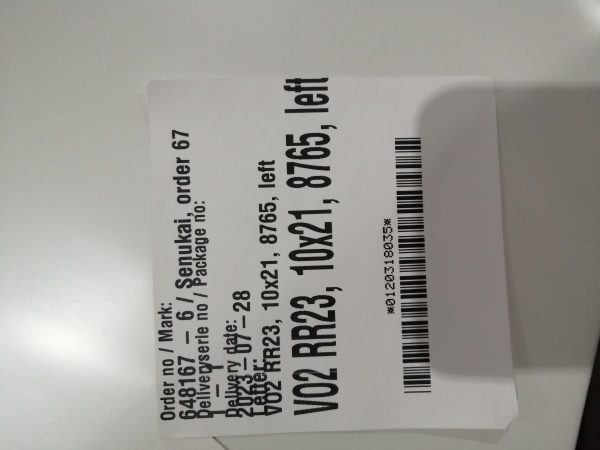 Order no / Mark:
648167 - 6 / Senukai, order 67
Deliveryserie no / Package no:
1 - 1
Delivery date:
2023-07-28
V02 RR23, 10x21, 8765, left
V02 RR23, 10x21, 8765, left
*0120318035*